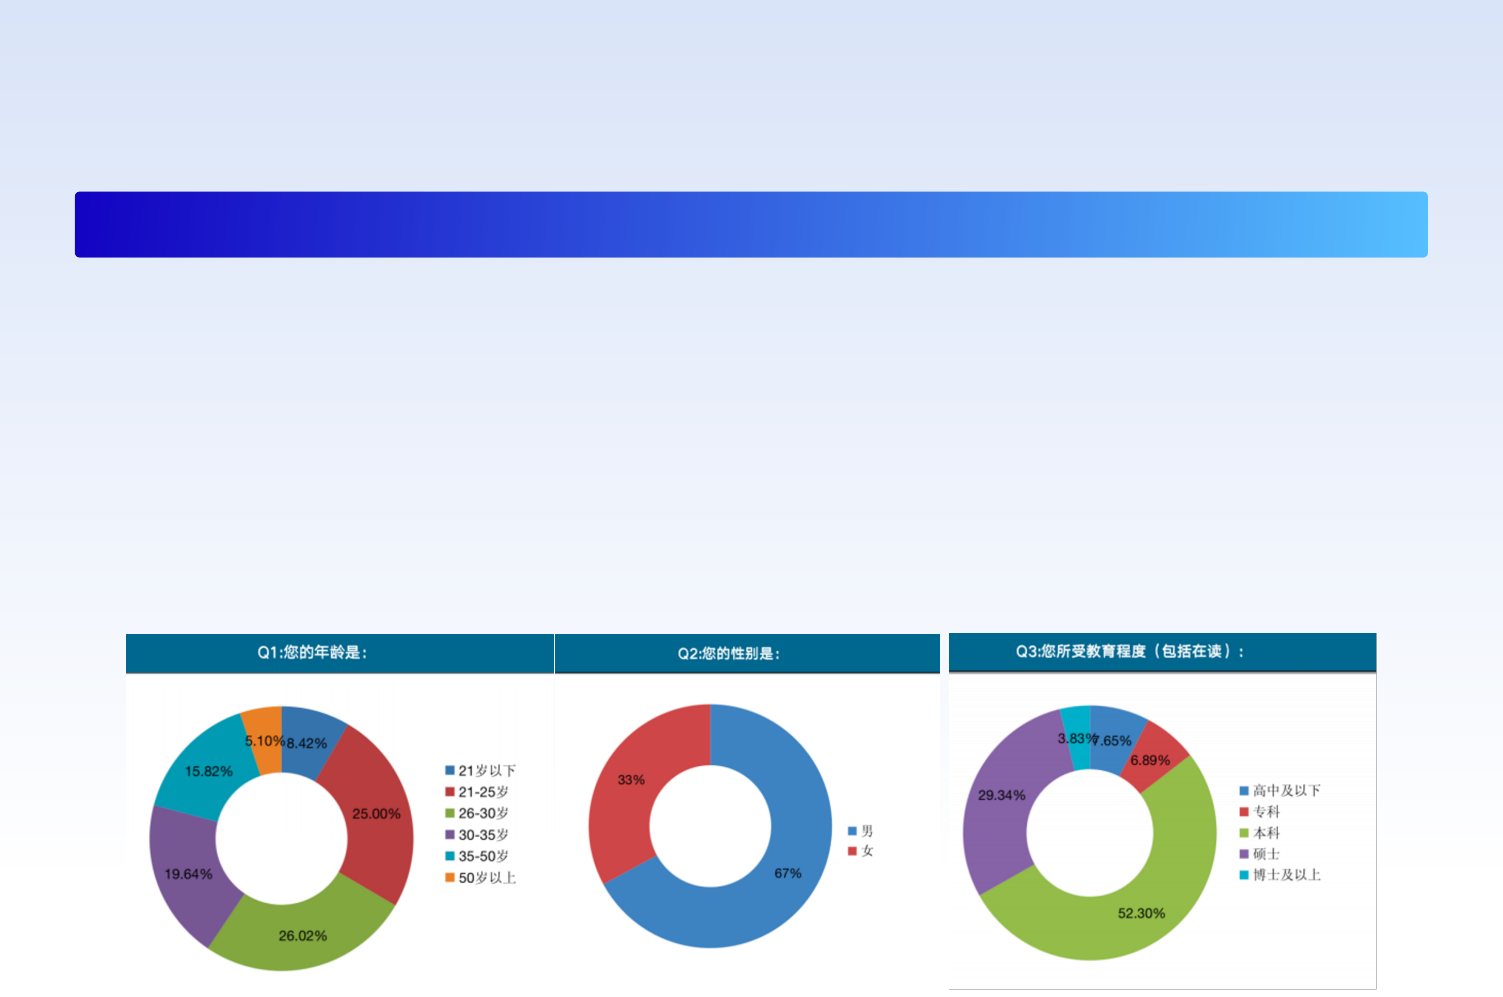 Q1:您的年龄是：
5.10%
8.42%
15.82%
25.00%
19.64%
26.02%
21岁以下
21-25岁
26-30岁
30-35岁
35-50岁
50岁以上
Q2:您的性别是：
33%
67%
男
女
Q3:您所受教育程度（包括在读）：
3.83%
7.65%
6.89%
29.34%
52.30%
高中及以下
专科
本科
硕士
博士及以上